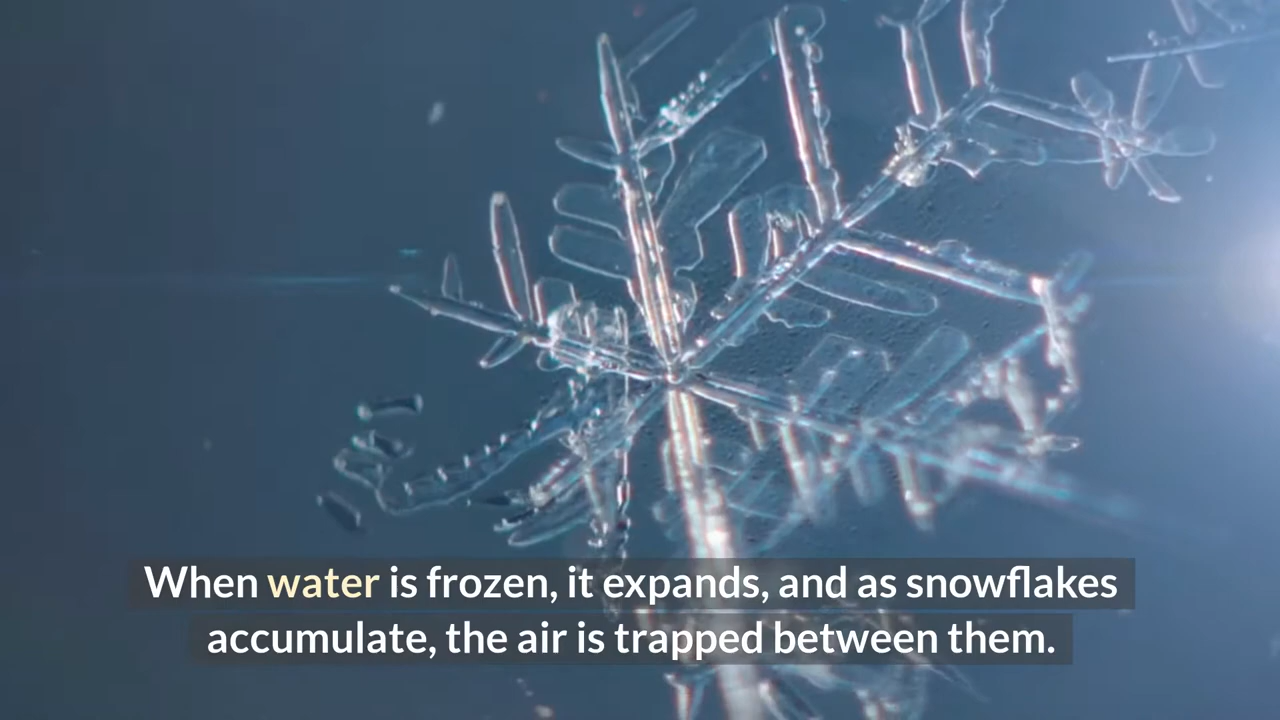 When water is frozen, it expands, and as snowflakes
accumulate, the air is trapped between them.